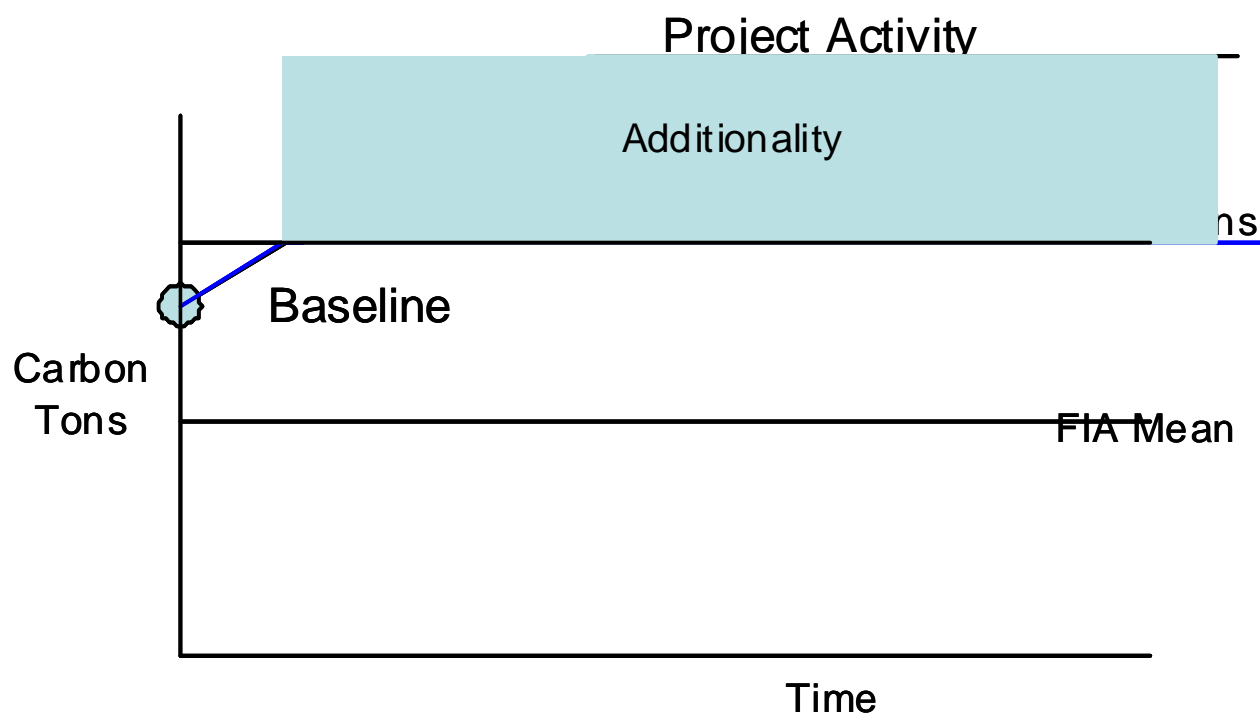 Project Activity
Additionality
Baseline
Carbon
Tons
FIA Mean
Time